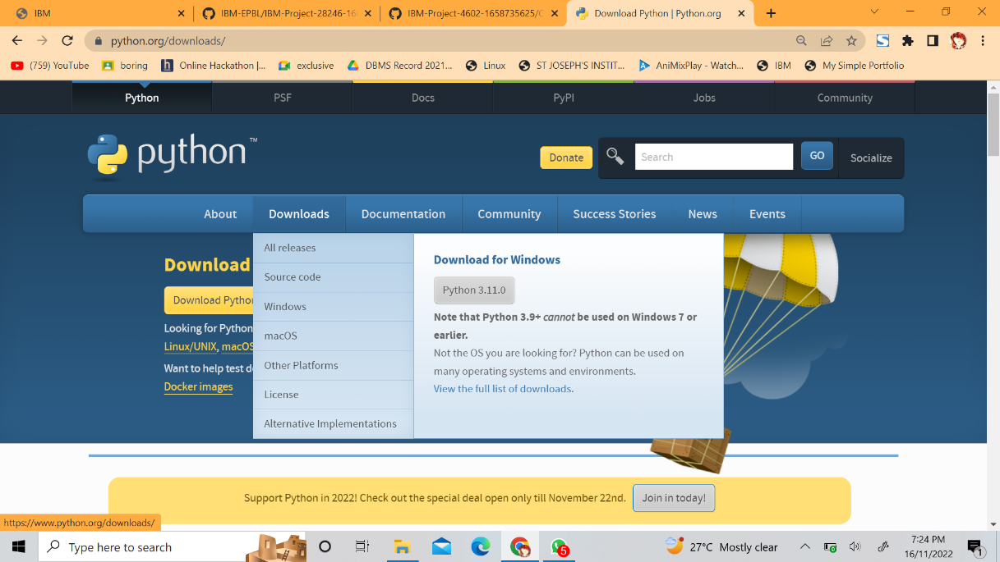 IBM
IBM-EPBL/IBM-Project-28246-16
IBM-Project-4602-1658735625/C
Download Python | Python.org
python.org/downloads/
(759) YouTube
boring
Online Hackathon |...
exclusive
DBMS Record 2021...
Linux
ST JOSEPH'S INSTIT...
AniMixPlay - Watch...
IBM
My Simple Portfolio
Python
PSF
Docs
PyPI
Jobs
Community
python™
Donate
Search
GO
Socialize
About
Downloads
Documentation
Community
Success Stories
News
Events
Download
Download Pytho
Looking for Python
Linux/UNIX, macOS
Want to help test d
Docker images
All releases
Source code
Windows
macOS
Other Platforms
License
Alternative Implementations
Download for Windows
Python 3.11.0
Note that Python 3.9+ cannot be used on Windows 7 or
earlier.
Not the OS you are looking for? Python can be used on
many operating systems and environments.
View the full list of downloads.
Support Python in 2022! Check out the special deal open only till November 22nd.
Join in today!
https://www.python.org/downloads/
Type here to search
5
27°C Mostly clear
7:24 PM
16/11/2022
1